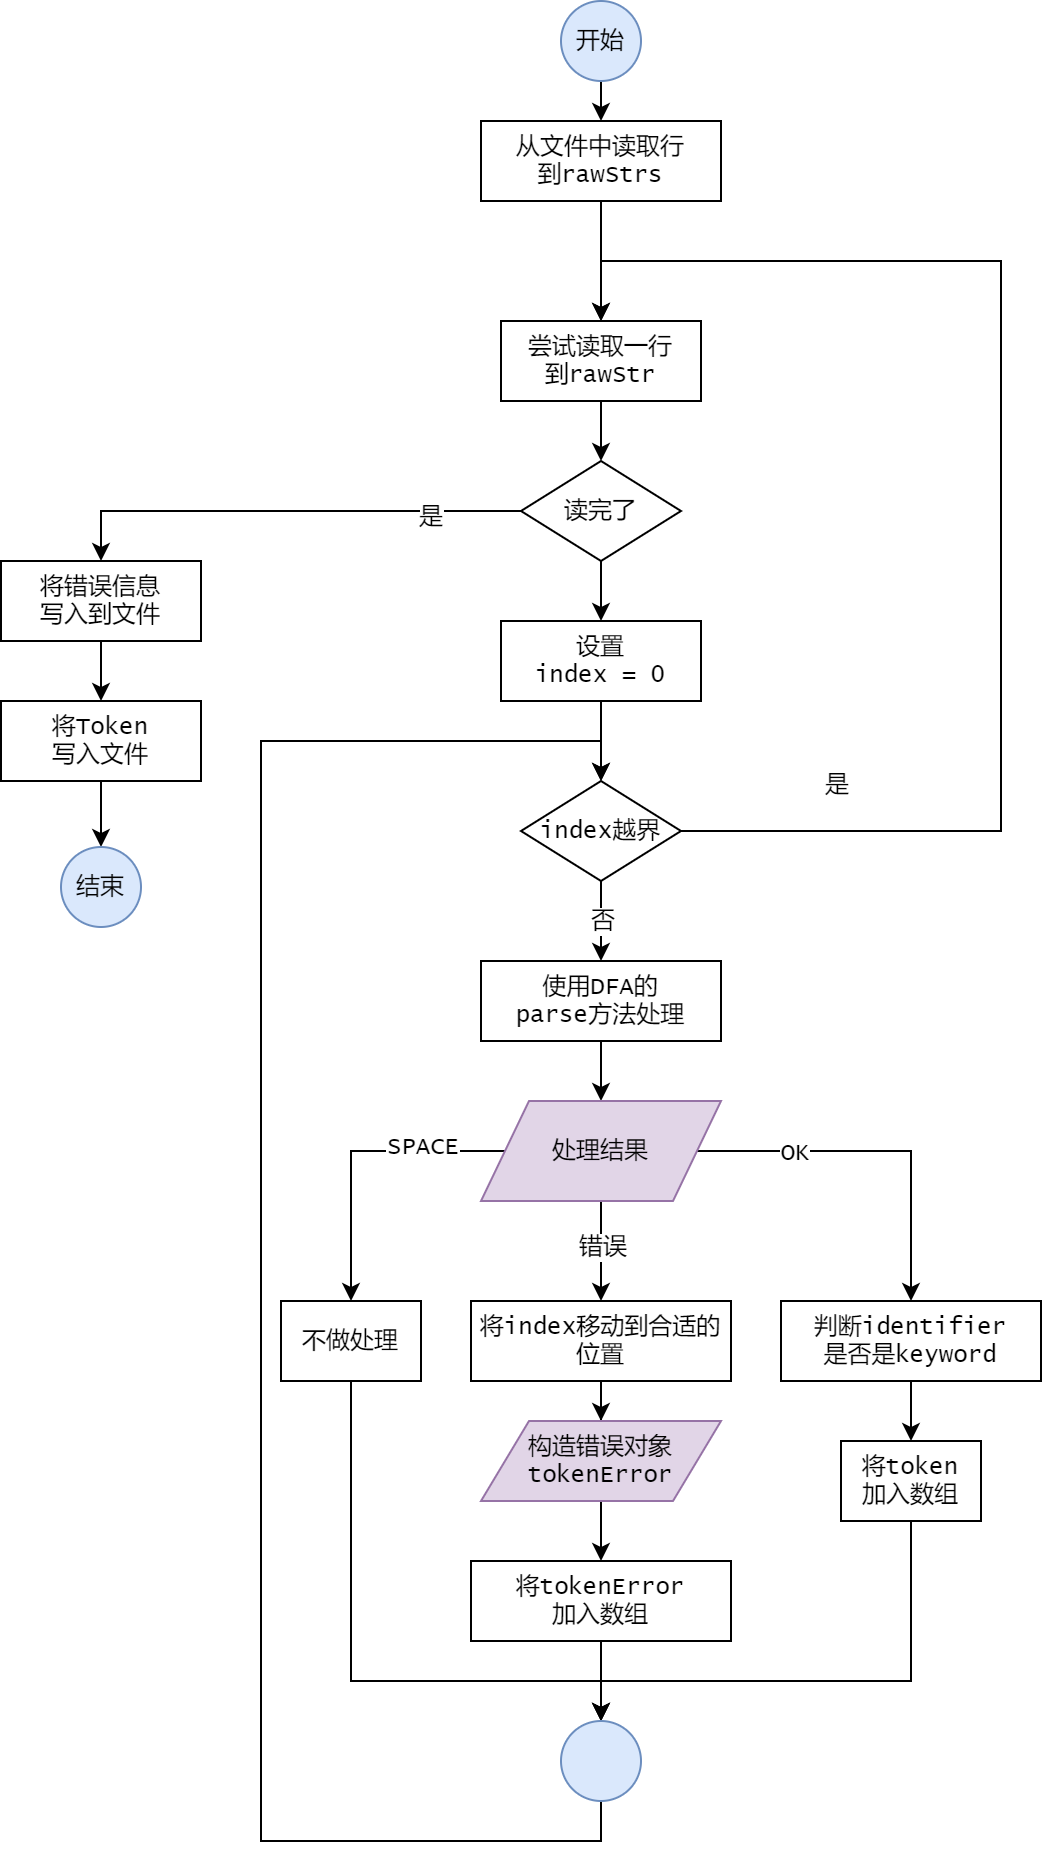 开始
从文件中读取行
到rawStrs
尝试读取一行
到rawStr
读完了
是
将错误信息
写入到文件
设置
index = 0
将Token
写入文件
是
index越界
结束
否
使用DFA的
parse方法处理
SPACE
处理结果
OK
错误
不做处理
将index移动到合适的
位置
判断identifier
是否是keyword
构造错误对象
tokenError
将token
加入数组
将tokenError
加入数组